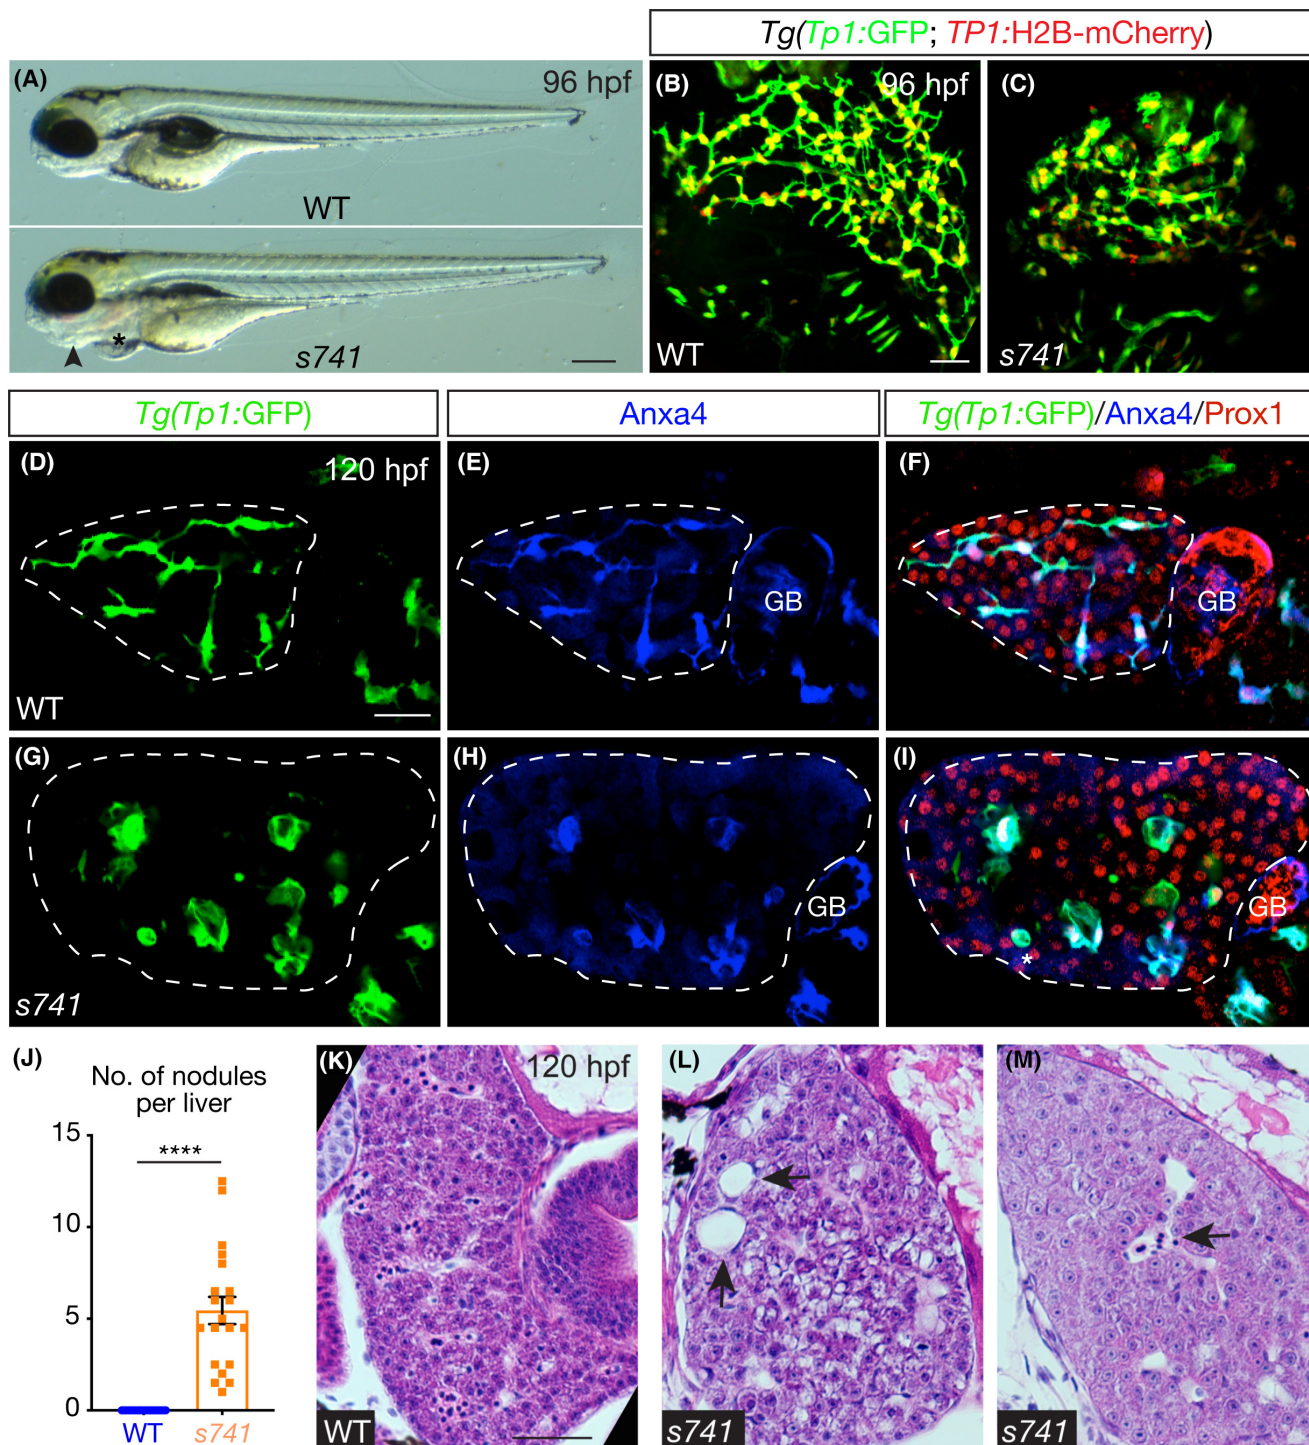 Tg(Tp1:GFP; TP1:H2B-mCherry)
(A)
96 hpf
WT
*
s741
(B)
96 hpf
WT
(C)
s741
Tg(Tp1:GFP)
Anxa4
Tg(Tp1:GFP)/Anxa4/Prox1
(D)
120 hpf
WT
(E)
GB
(F)
GB
(G)
s741
(H)
GB
(I)
GB
*
(J)
No. of nodules
per liver
15
10
5
0
****
WT
s741
(K)
120 hpf
WT
(L)
s741
(M)
s741